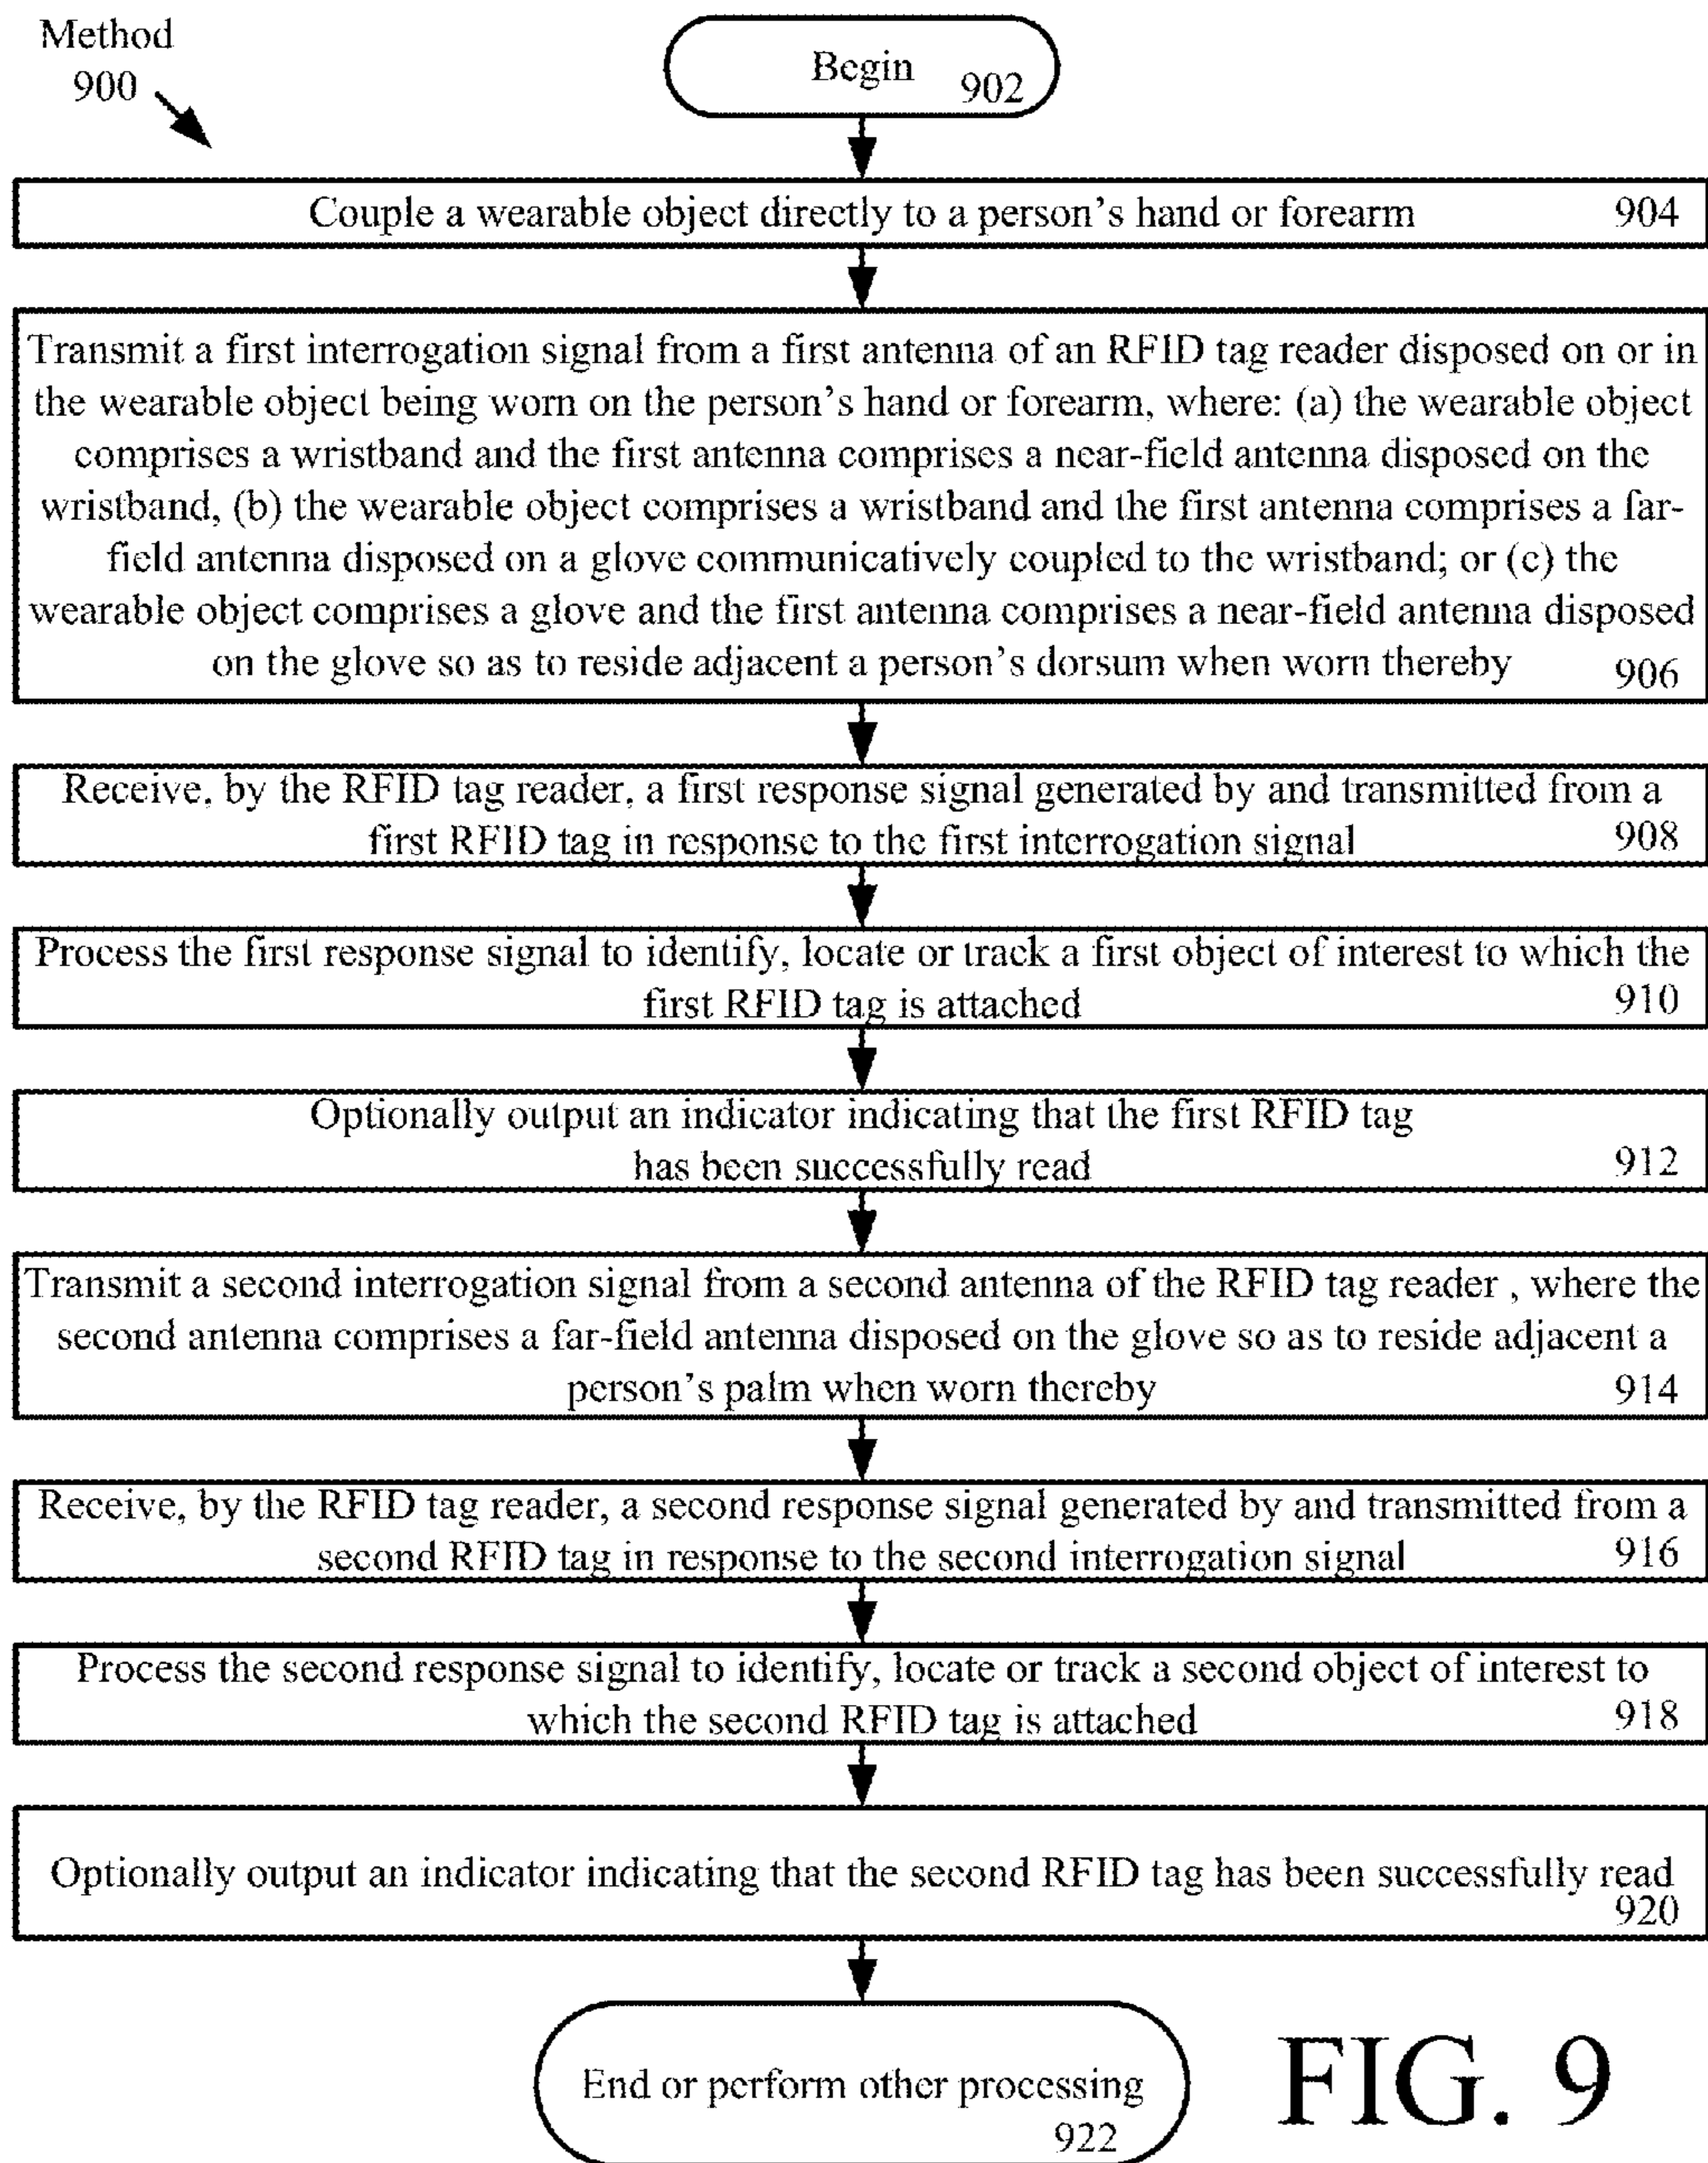 Method
900
Begin 902
Couple a wearable object directly to a person's hand or forearm 904
Transmit a first interrogation signal from a first antenna of an RFID tag reader disposed on or in
the wearable object being worn on the person's hand or forearm, where: (a) the wearable object
comprises a wristband and the first antenna comprises a near-field antenna disposed on the
wristband, (b) the wearable object comprises a wristband and the first antenna comprises a far-
field antenna disposed on a glove communicatively coupled to the wristband; or (c) the
wearable object comprises a glove and the first antenna comprises a near-field antenna disposed
on the glove so as to reside adjacent a person's dorsum when worn thereby 906
Receive, by the RFID tag reader, a first response signal generated by and transmitted from a
first RFID tag in response to the first interrogation signal 908
Process the first response signal to identify, locate or track a first object of interest to which the
first RFID tag is attached 910
Optionally output an indicator indicating that the first RFID tag
has been successfully read 912
Transmit a second interrogation signal from a second antenna of the RFID tag reader , where the
second antenna comprises a far-field antenna disposed on the glove so as to reside adjacent a
person's palm when worn thereby 914
Receive, by the RFID tag reader, a second response signal generated by and transmitted from a
second RFID tag in response to the second interrogation signal 916
Process the second response signal to identify, locate or track a second object of interest to
which the second RFID tag is attached 918
Optionally output an indicator indicating that the second RFID tag has been successfully read
920
End or perform other processing
922
FIG. 9